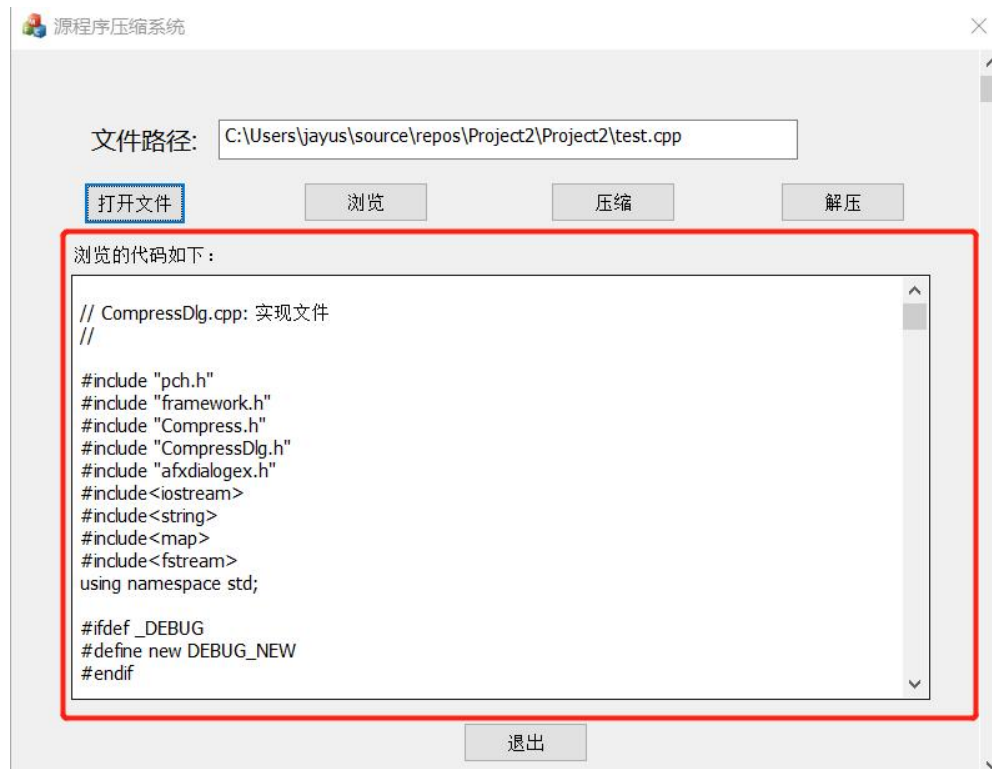 源程序压缩系统
文件路径: C:\Users\jayus\source\repos\Project2\Project2\test.cpp
打开文件 浏览 压缩 解压
浏览的代码如下：
// CompressDlg.cpp: 实现文件
//
#include "pch.h"
#include "framework.h"
#include "Compress.h"
#include "CompressDlg.h"
#include "afxdialogex.h"
#include<iostream>
#include<string>
#include<map>
#include<fstream>
using namespace std;
#ifdef _DEBUG
#define new DEBUG_NEW
#endif
退出